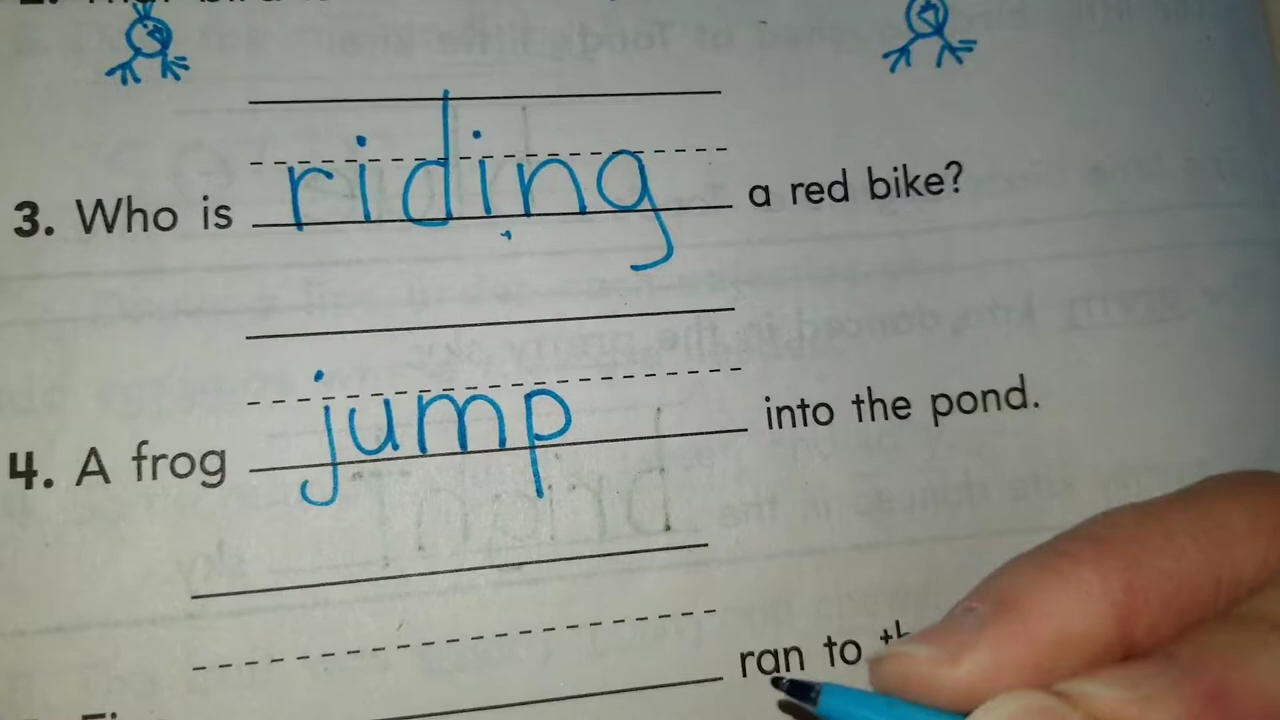 3. Who is riding a red bike?
4. A frog jump into the pond.
ran to